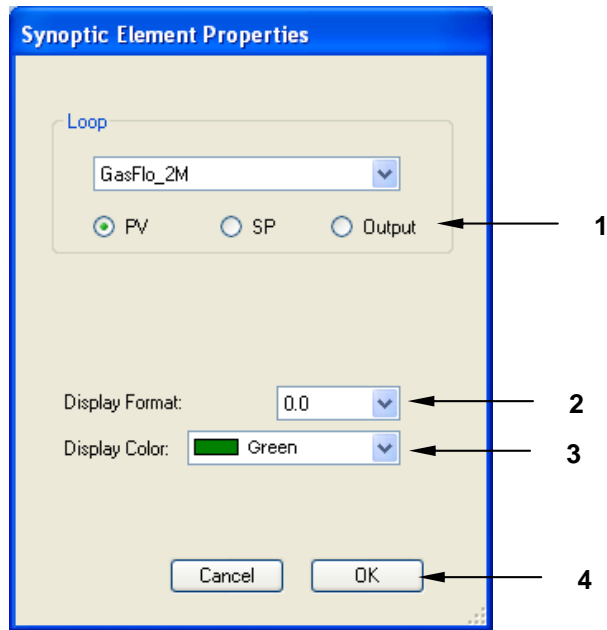 Synoptic Element Properties
Loop
GasFlo_2M
PV SP Output 1
Display Format: 0.0 2
Display Color: Green 3
Cancel OK 4